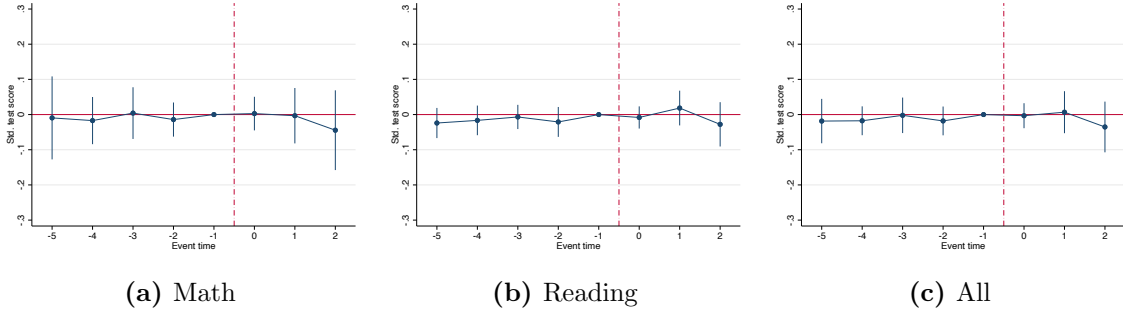 Std. test score
.3
.2
.1
0
-.1
-.2
-.3
-5 -4 -3 -2 -1 0 1 2
Event time
(a) Math
Std. test score
.3
.2
.1
0
-.1
-.2
-.3
-5 -4 -3 -2 -1 0 1 2
Event time
(b) Reading
Std. test score
.3
.2
.1
0
-.1
-.2
-.3
-5 -4 -3 -2 -1 0 1 2
Event time
(c) All